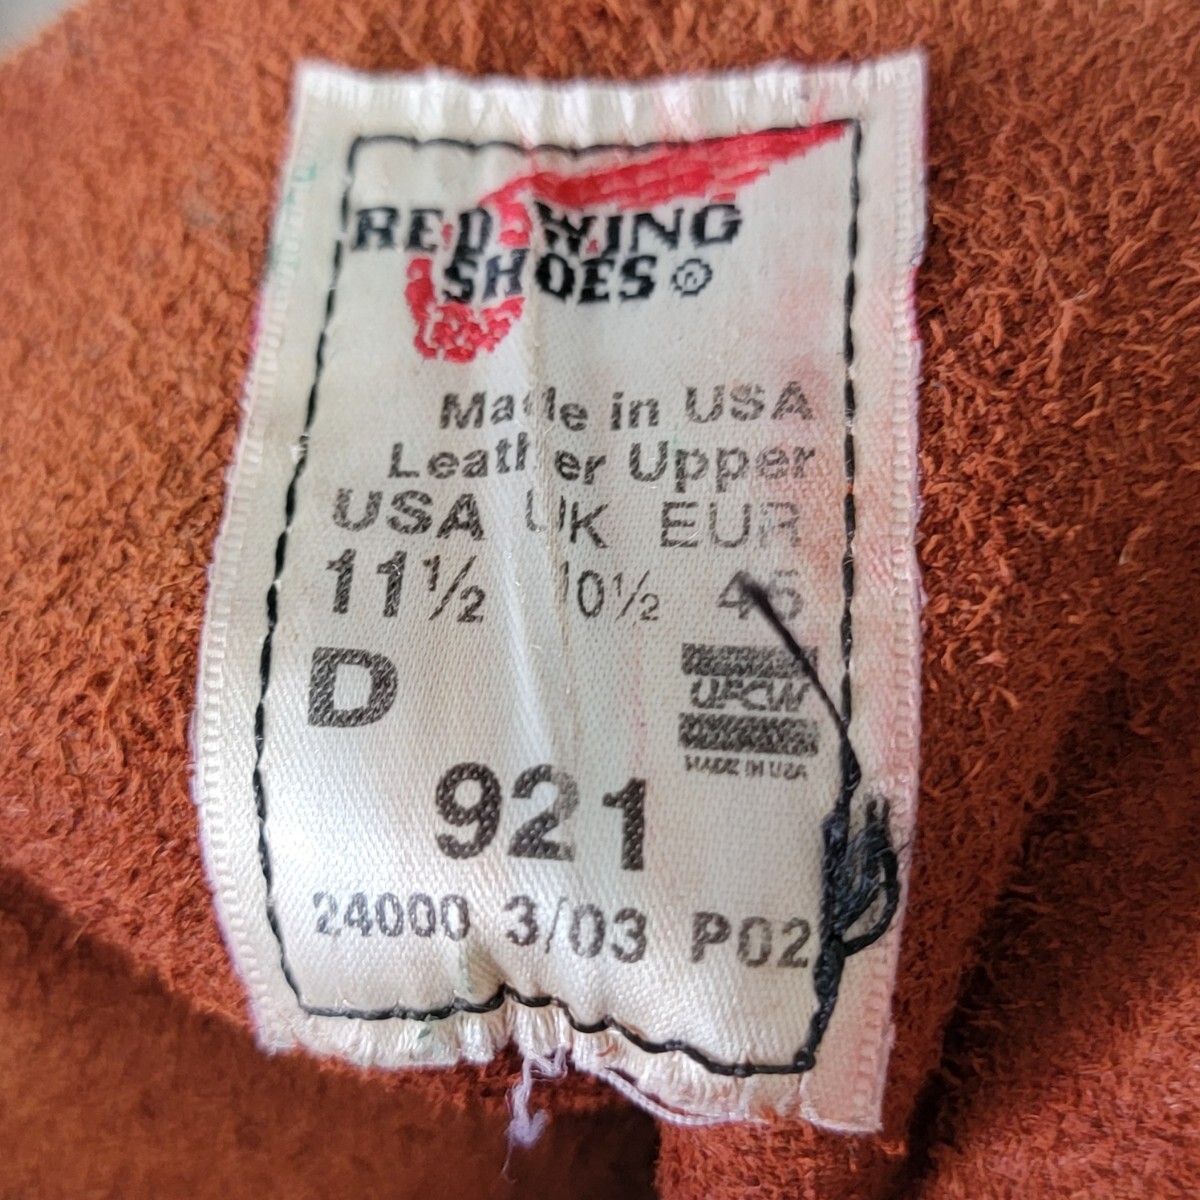 RED WING
SHOES ®
Made in USA
Leather Upper
USA UK EUR
11½ 10½ 45
D
UFCW
MADE IN USA
921
24000 3/03 P02